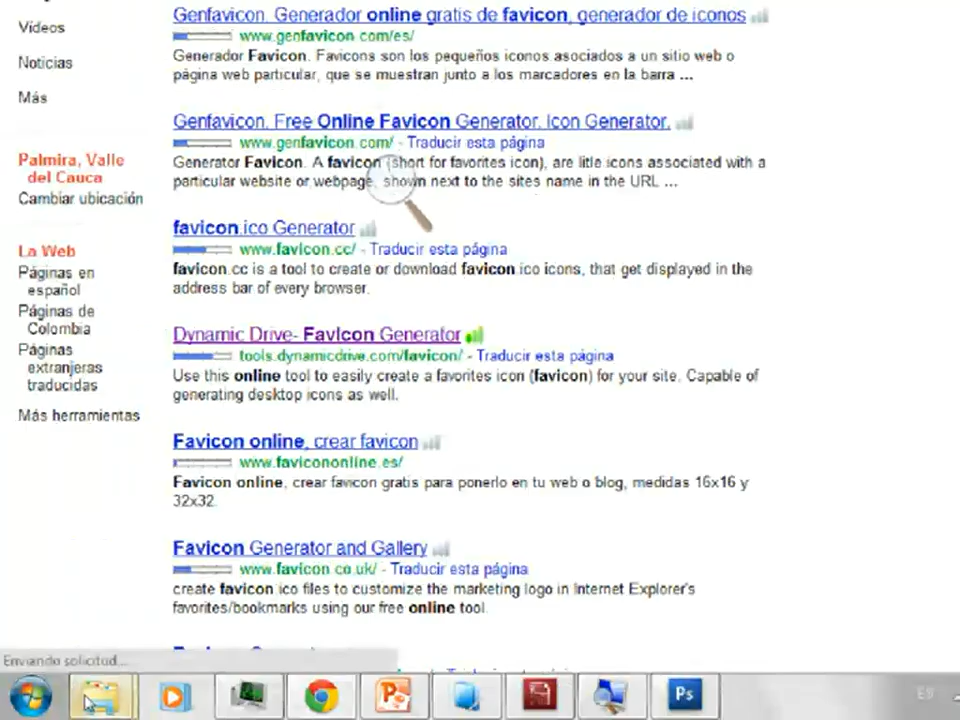 Vídeos
Noticias
Más
Palmira, Valle
del Cauca
Cambiar ubicación
La Web
Páginas en
español
Páginas de
Colombia
Páginas
extranjeras
traducidas
Más herramientas
Genfavicon. Generador online gratis de favicon, generador de iconos
www.genfavicon.com/es/
Generador Favicon. Favicons son los pequeños iconos asociados a un sitio web o
página web particular, que se muestran junto a los marcadores en la barra ...
Genfavicon. Free Online Favicon Generator. Icon Generator.
www.genfavicon.com/ - Traducir esta página
Generator Favicon. A favicon (short for favorites icon), are litle icons associated with a
particular website or webpage, shown next to the sites name in the URL ...
favicon.ico Generator
www.favicon.cc/ - Traducir esta página
favicon.cc is a tool to create or download favicon ico icons, that get displayed in the
address bar of every browser.
Dynamic Drive- FavIcon Generator
tools.dynamicdrive.com/favicon/ - Traducir esta página
Use this online tool to easily create a favorites icon (favicon) for your site. Capable of
generating desktop icons as well.
Favicon online, crear favicon
www.favicononline.es/
Favicon online, crear favicon gratis para ponerlo en tu web o blog, medidas 16x16 y
32x32.
Favicon Generator and Gallery
www.favicon.co.uk/ - Traducir esta página
create favicon ico files to customize the marketing logo in Internet Explorer's
favorites/bookmarks using our free online tool.
Enviando solicitud...
Ps
ES